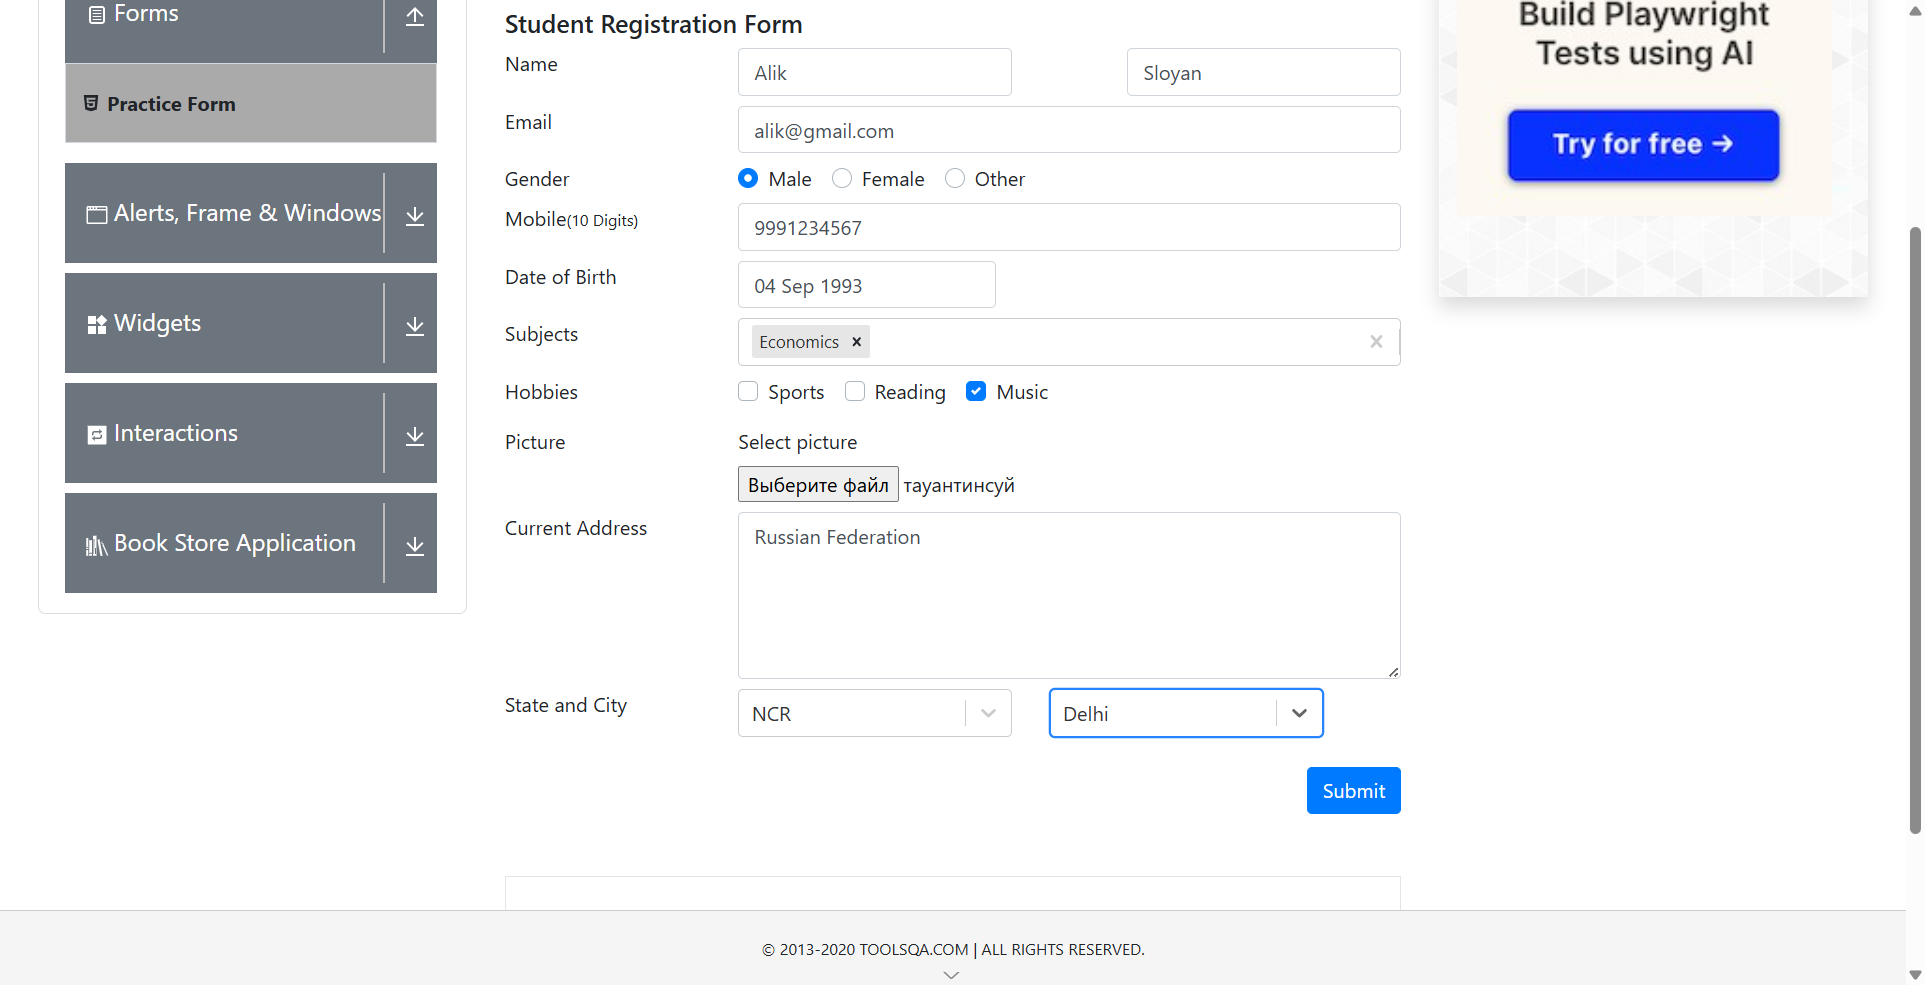 Forms
Practice Form
Alerts, Frame & Windows
Widgets
Interactions
Book Store Application
Student Registration Form
Name
Alik
Sloyan
Email
alik@gmail.com
Gender
Male
Female
Other
Mobile(10 Digits)
9991234567
Date of Birth
04 Sep 1993
Subjects
Economics
Hobbies
Sports
Reading
Music
Picture
Select picture
Выберите файл тауантинсуй
Current Address
Russian Federation
State and City
NCR
Delhi
Submit
Build Playwright
Tests using AI
Try for free →
© 2013-2020 TOOLSQA.COM | ALL RIGHTS RESERVED.